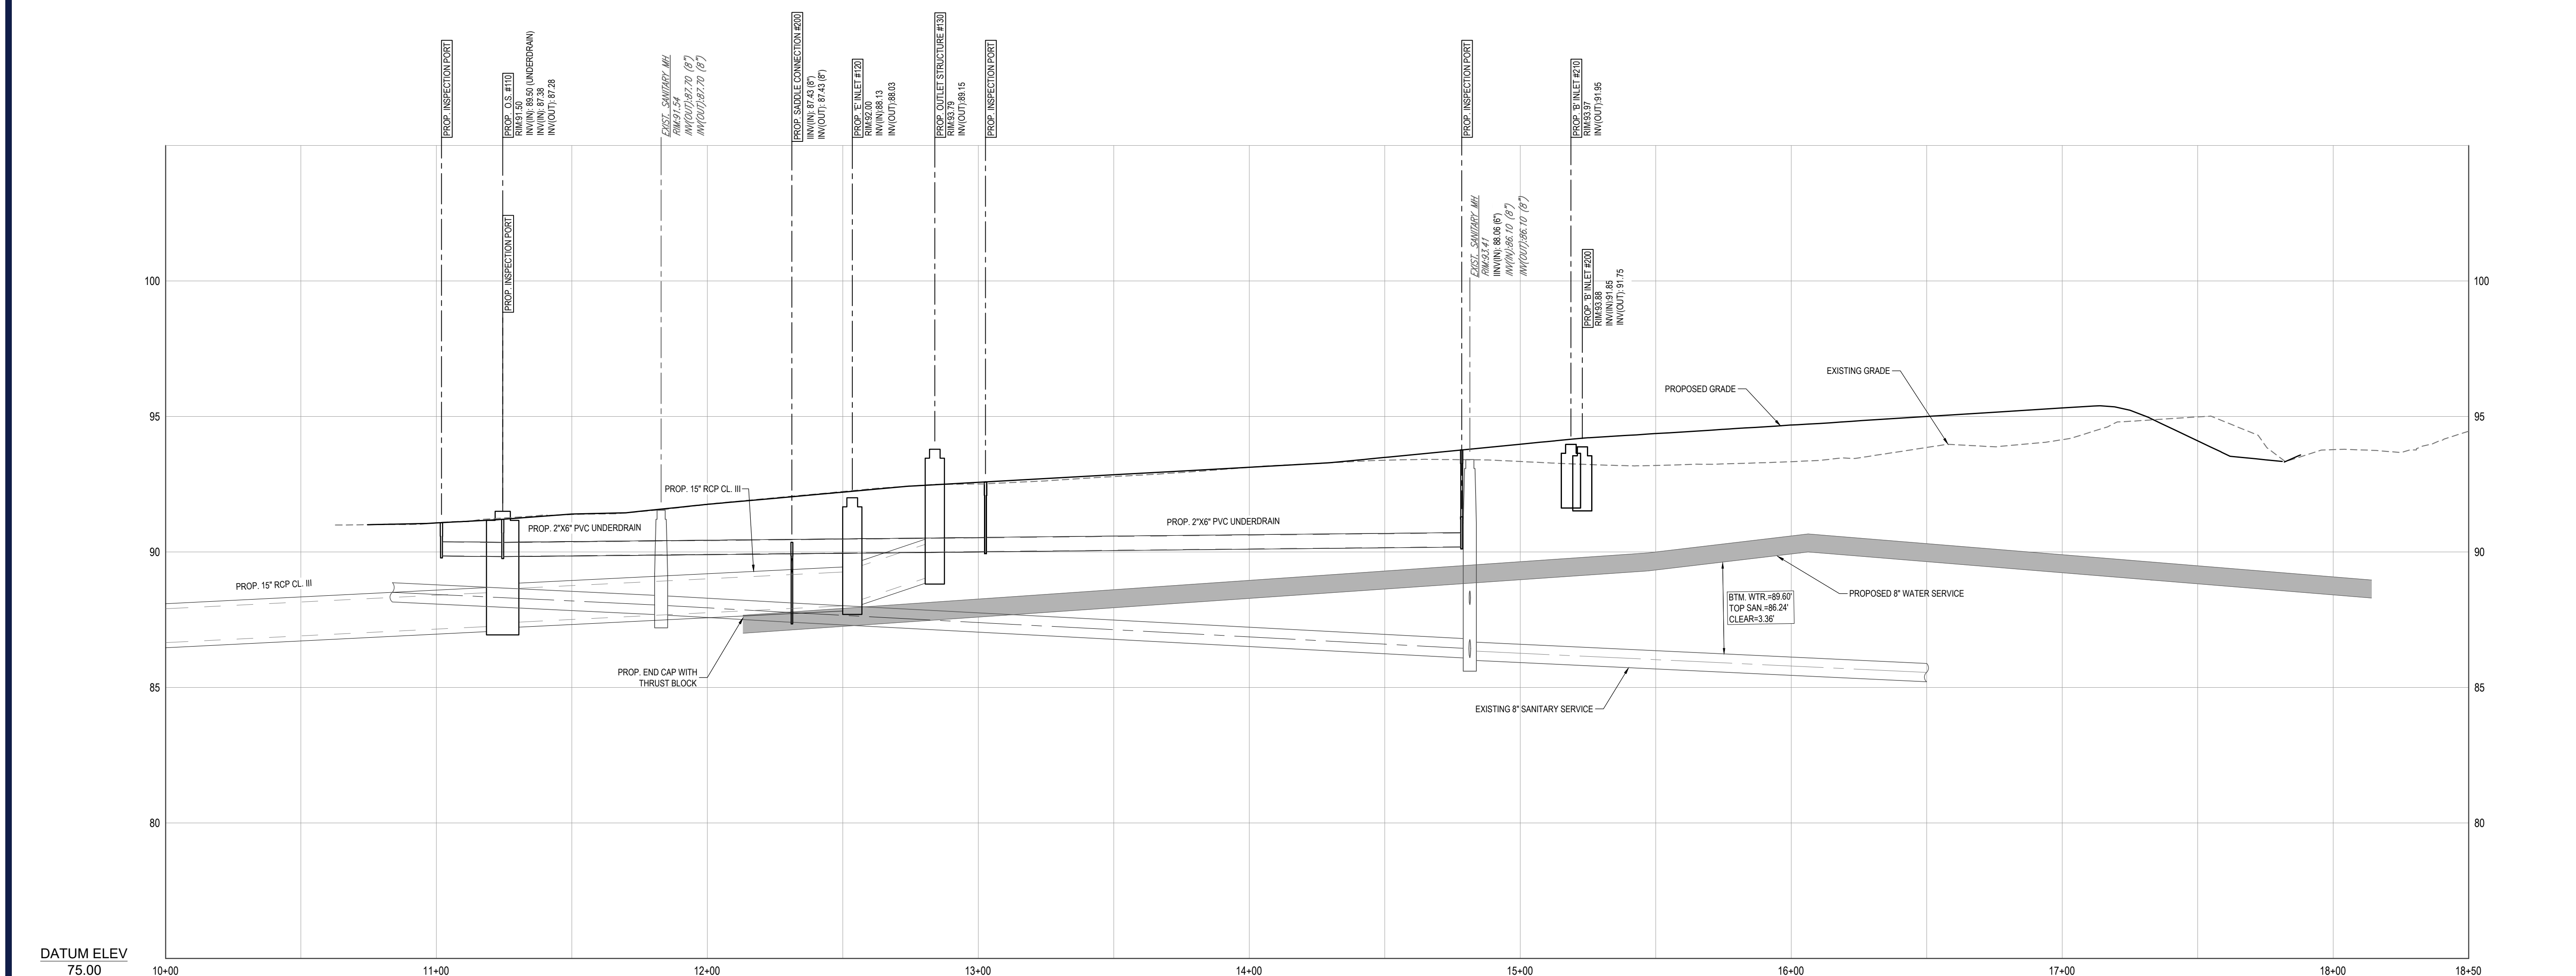 PROP. INSPECTION PORT
PROP. O.S. #110
RIM:91.50
INV(IN): 89.50 (UNDERDRAIN)
INV(IN): 87.38
INV(OUT): 87.28
PROP. INSPECTION PORT
EXIST. SANITARY MH
RIM:91.54
INV(OUT):87.70 (8")
INV(OUT):87.70 (8")
PROP. SADDLE CONNECTION #200
IINV(IN): 87.43 (8")
INV(OUT): 87.43 (8")
PROP. 'E' INLET #120
RIM:92.00
INV(IN):88.13
INV(OUT):88.03
PROP. OUTLET STRUCTURE #130
RIM:93.79
INV(OUT):89.15
PROP. INSPECTION PORT
PROP. INSPECTION PORT
EXIST. SANITARY MH
RIM:93.41
IINV(IN): 88.06 (6")
INV(IN):86.10 (8")
INV(OUT):86.10 (8")
PROP. 'B' INLET #210
RIM:93.97
INV(OUT):91.95
PROP. 'B' INLET #200
RIM:93.88
INV(IN):91.85
INV(OUT): 91.75
100
100
EXISTING GRADE
PROPOSED GRADE
95
95
PROP. 15" RCP CL. III
PROP. 2"X6" PVC UNDERDRAIN
PROP. 2"X6" PVC UNDERDRAIN
90
90
PROP. 15" RCP CL. III
PROPOSED 8" WATER SERVICE
BTM. WTR.=89.60'
TOP SAN.=86.24'
CLEAR=3.36'
PROP. END CAP WITH
THRUST BLOCK
85
85
EXISTING 8" SANITARY SERVICE
80
80
DATUM ELEV
75.00
10+00
11+00
12+00
13+00
14+00
15+00
16+00
17+00
18+00
18+50